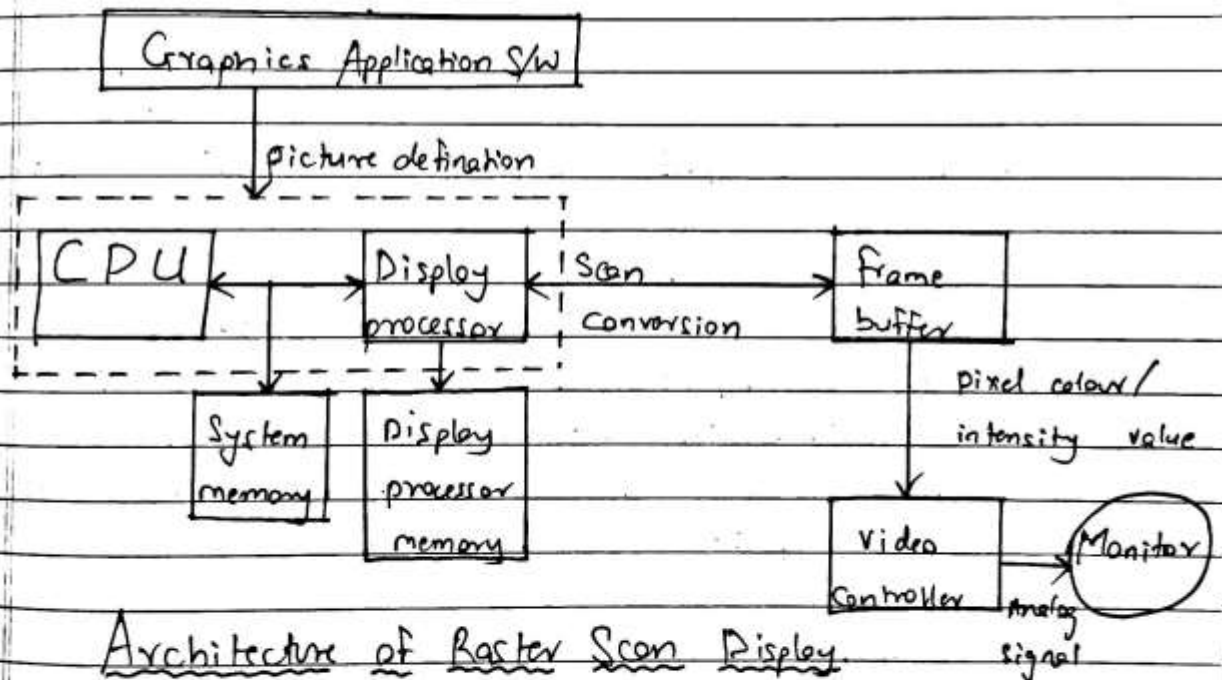 Graphics Application S/W
picture defination
CPU
Display
processor
Scan
conversion
frame
buffer
System
memory
Display
processor
memory
pixel colour/
intensity value
Video
Controller
Analog
signal
Monitor
Architecture of Raster Scan Display.